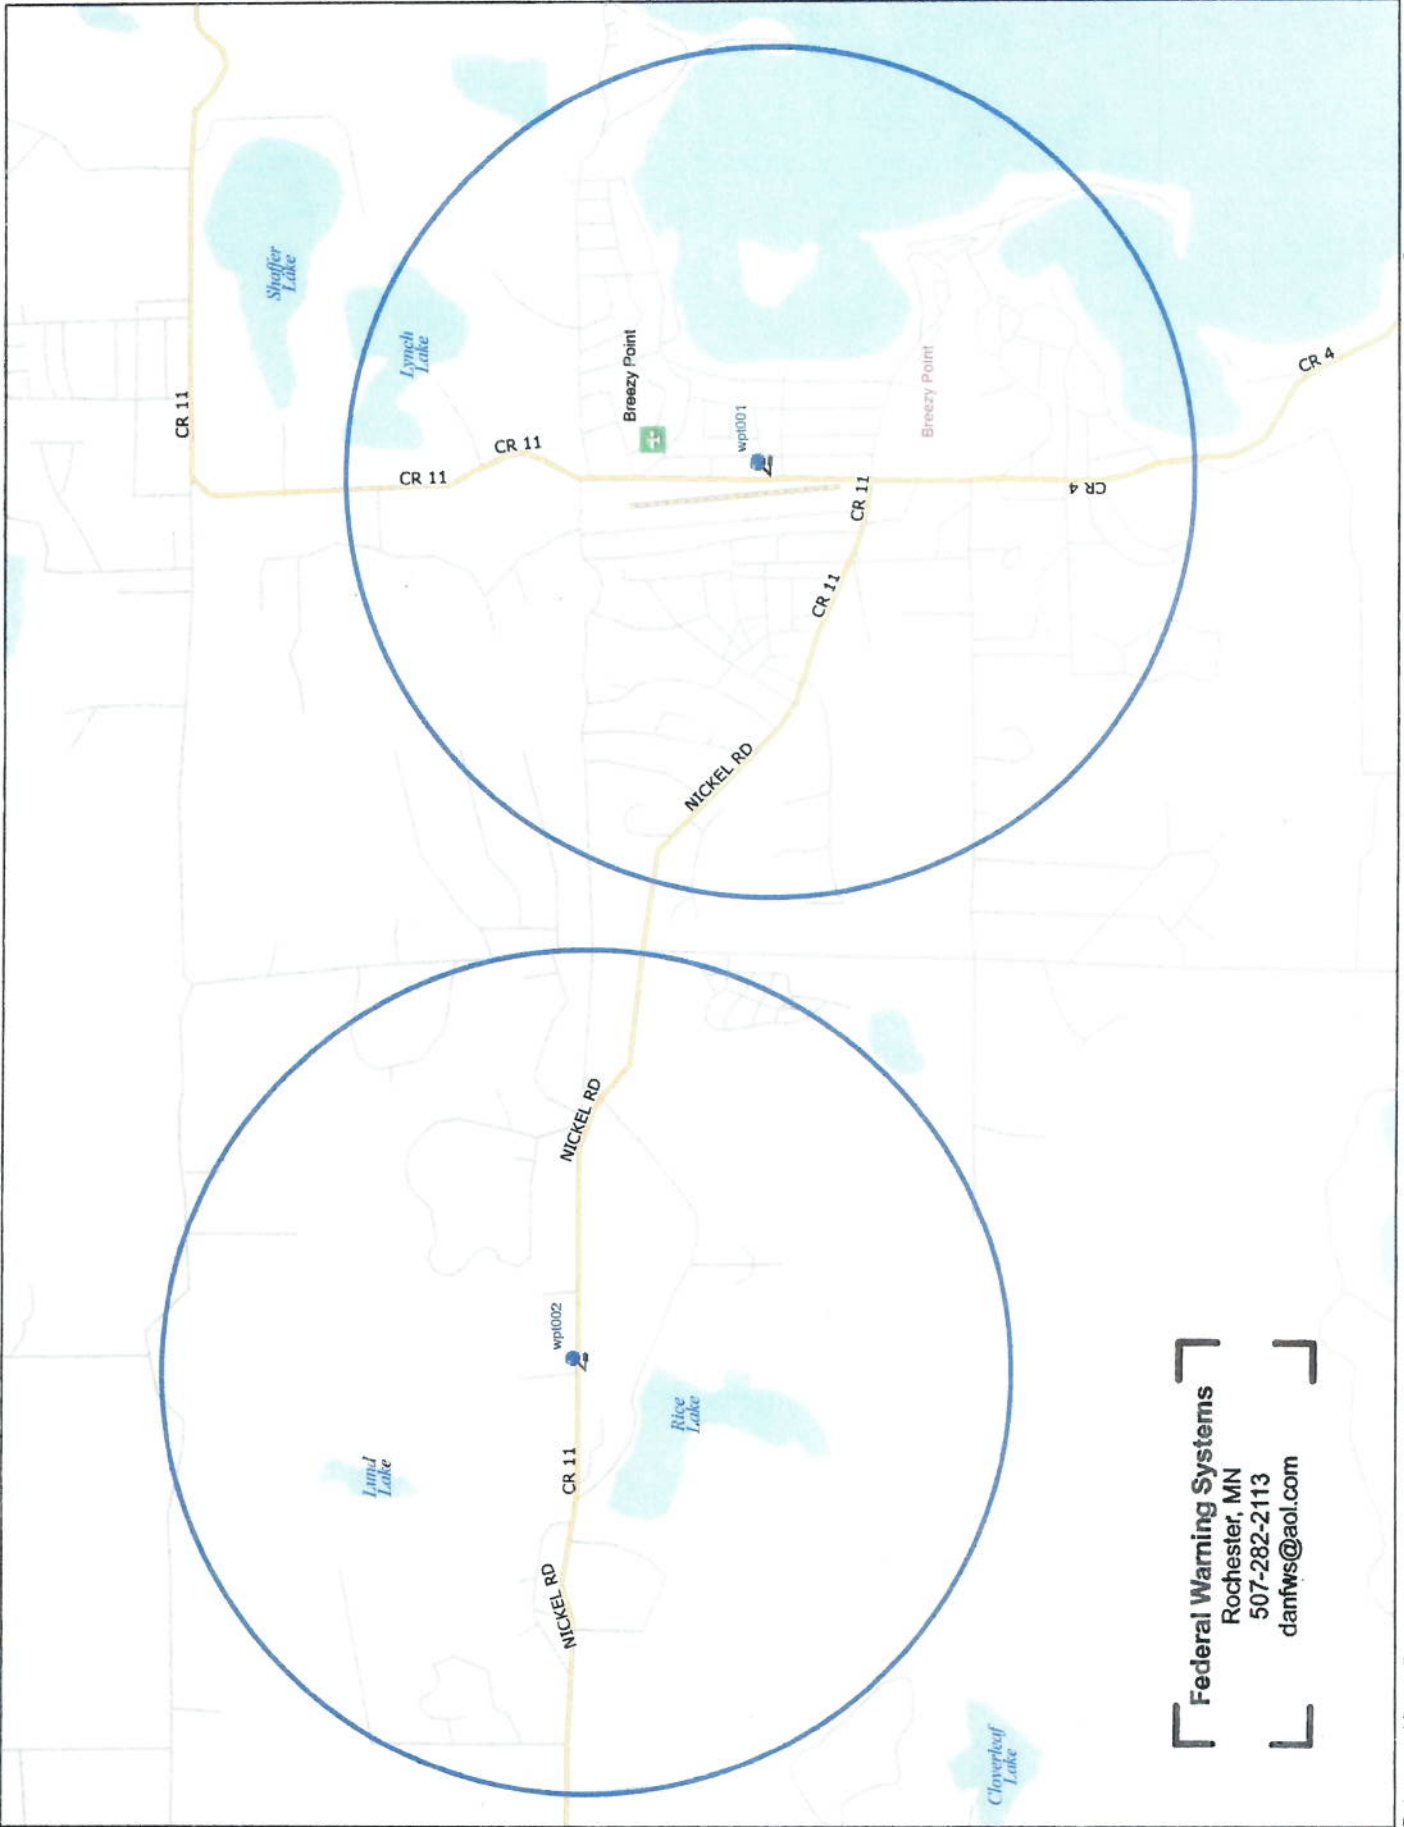 CR 11
Shaffer
Lake
Lynch
Lake
CR 11
CR 11
Breezy Point
wpt001
Breezy Point
CR 11
CR 4
CR 4
CR 11
NICKEL RD
NICKEL RD
wpt002
Rice
Lake
Lund
Lake
CR 11
NICKEL RD
Cloverleaf
Lake
Federal Warning Systems
Rochester, MN
507-282-2113
danfws@aol.com